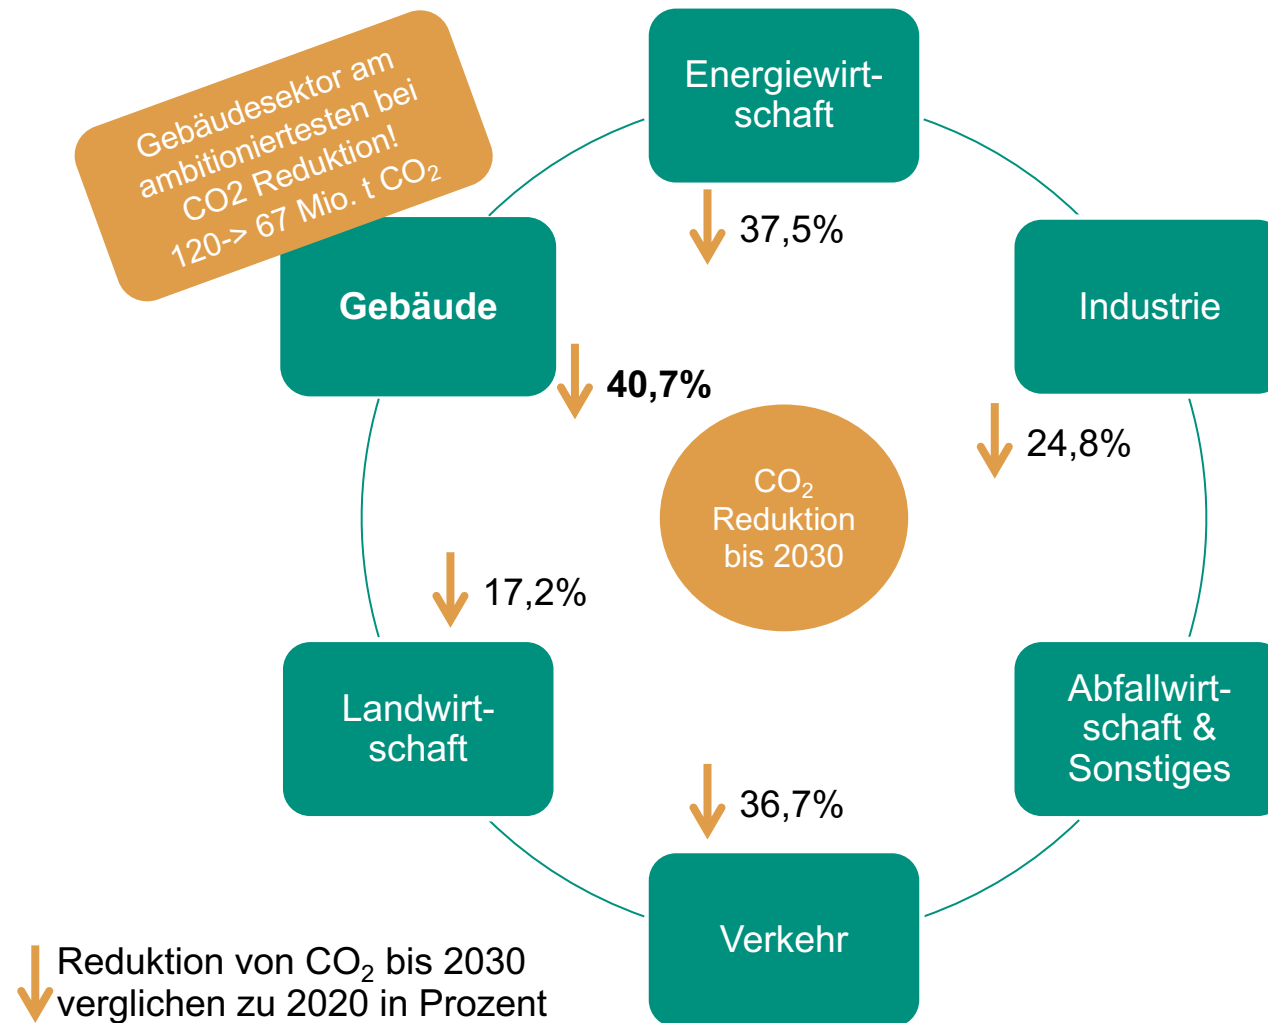 Gebäudesektor am
ambitioniertesten bei
CO2 Reduktion!
120-> 67 Mio. t CO₂
Energiewirt-
schaft
37,5%
Gebäude
Industrie
40,7%
24,8%
CO₂
Reduktion
bis 2030
17,2%
Landwirt-
schaft
Abfallwirt-
schaft &
Sonstiges
36,7%
Verkehr
Reduktion von CO₂ bis 2030
verglichen zu 2020 in Prozent